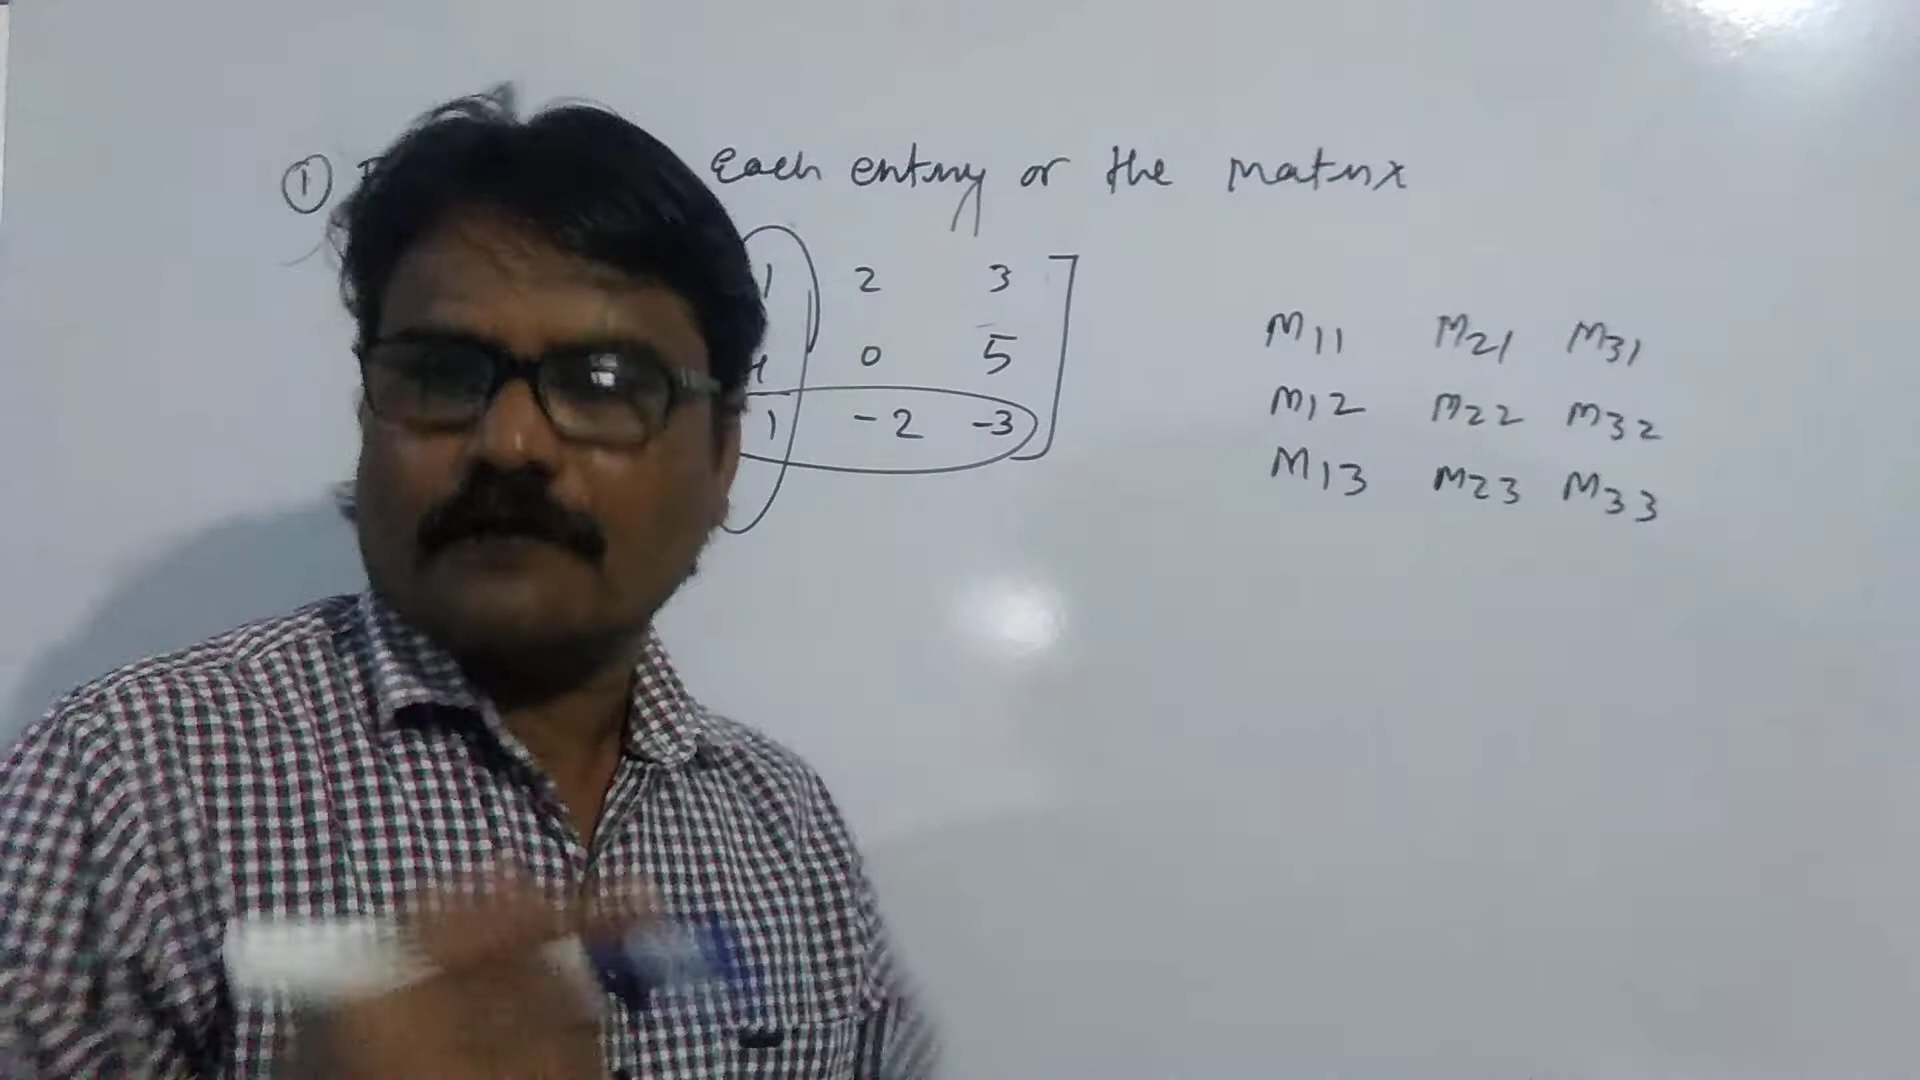 ① Each entry or the matrix
1 2 3
0 5
1 -2 -3
M11 M21 M31
M12 M22 M32
M13 M23 M33